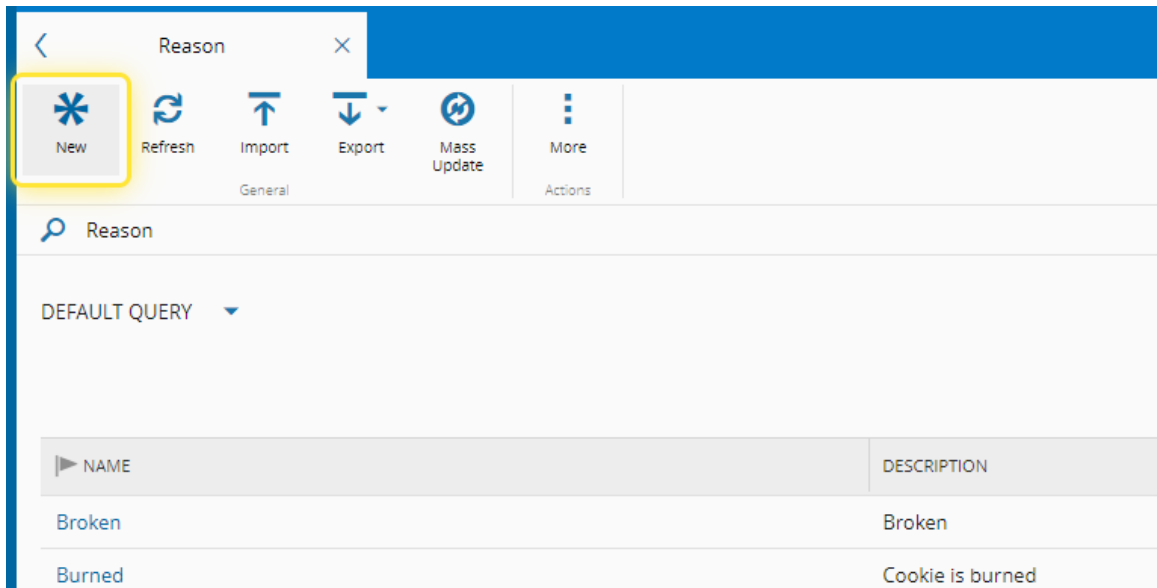 Reason
New Refresh Import Export Mass Update More
General Actions
Reason
DEFAULT QUERY
NAME DESCRIPTION
Broken Broken
Burned Cookie is burned